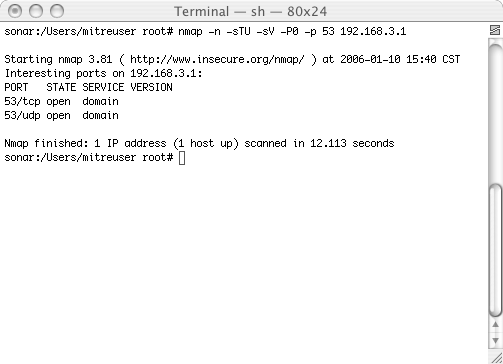 Terminal — sh — 80x24
sonar:/Users/mitreuser root# nmap -n -sTU -sV -P0 -p 53 192.168.3.1
Starting nmap 3.81 ( http://www.insecure.org/nmap/ ) at 2006-01-10 15:40 CST
Interesting ports on 192.168.3.1:
PORT   STATE SERVICE VERSION
53/tcp open  domain
53/udp open  domain
Nmap finished: 1 IP address (1 host up) scanned in 12.113 seconds
sonar:/Users/mitreuser root#